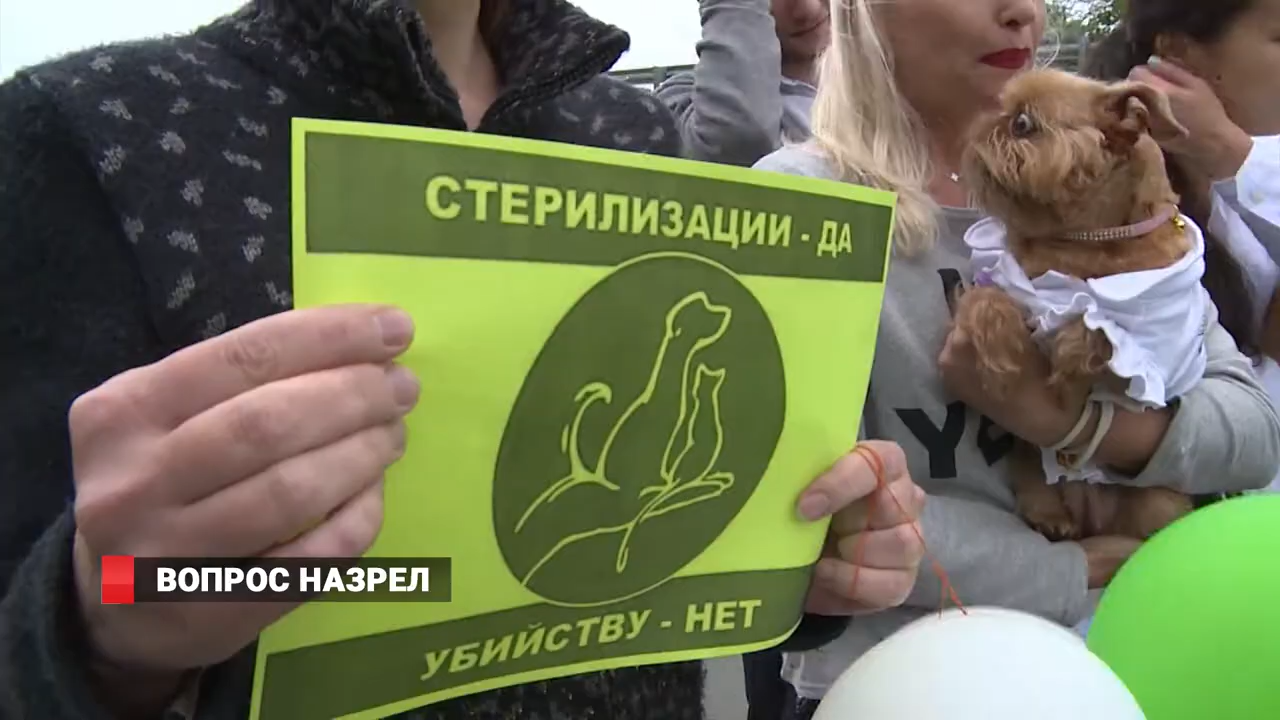 СТЕРИЛИЗАЦИИ - ДА
УБИЙСТВУ - НЕТ
ВОПРОС НАЗРЕЛ